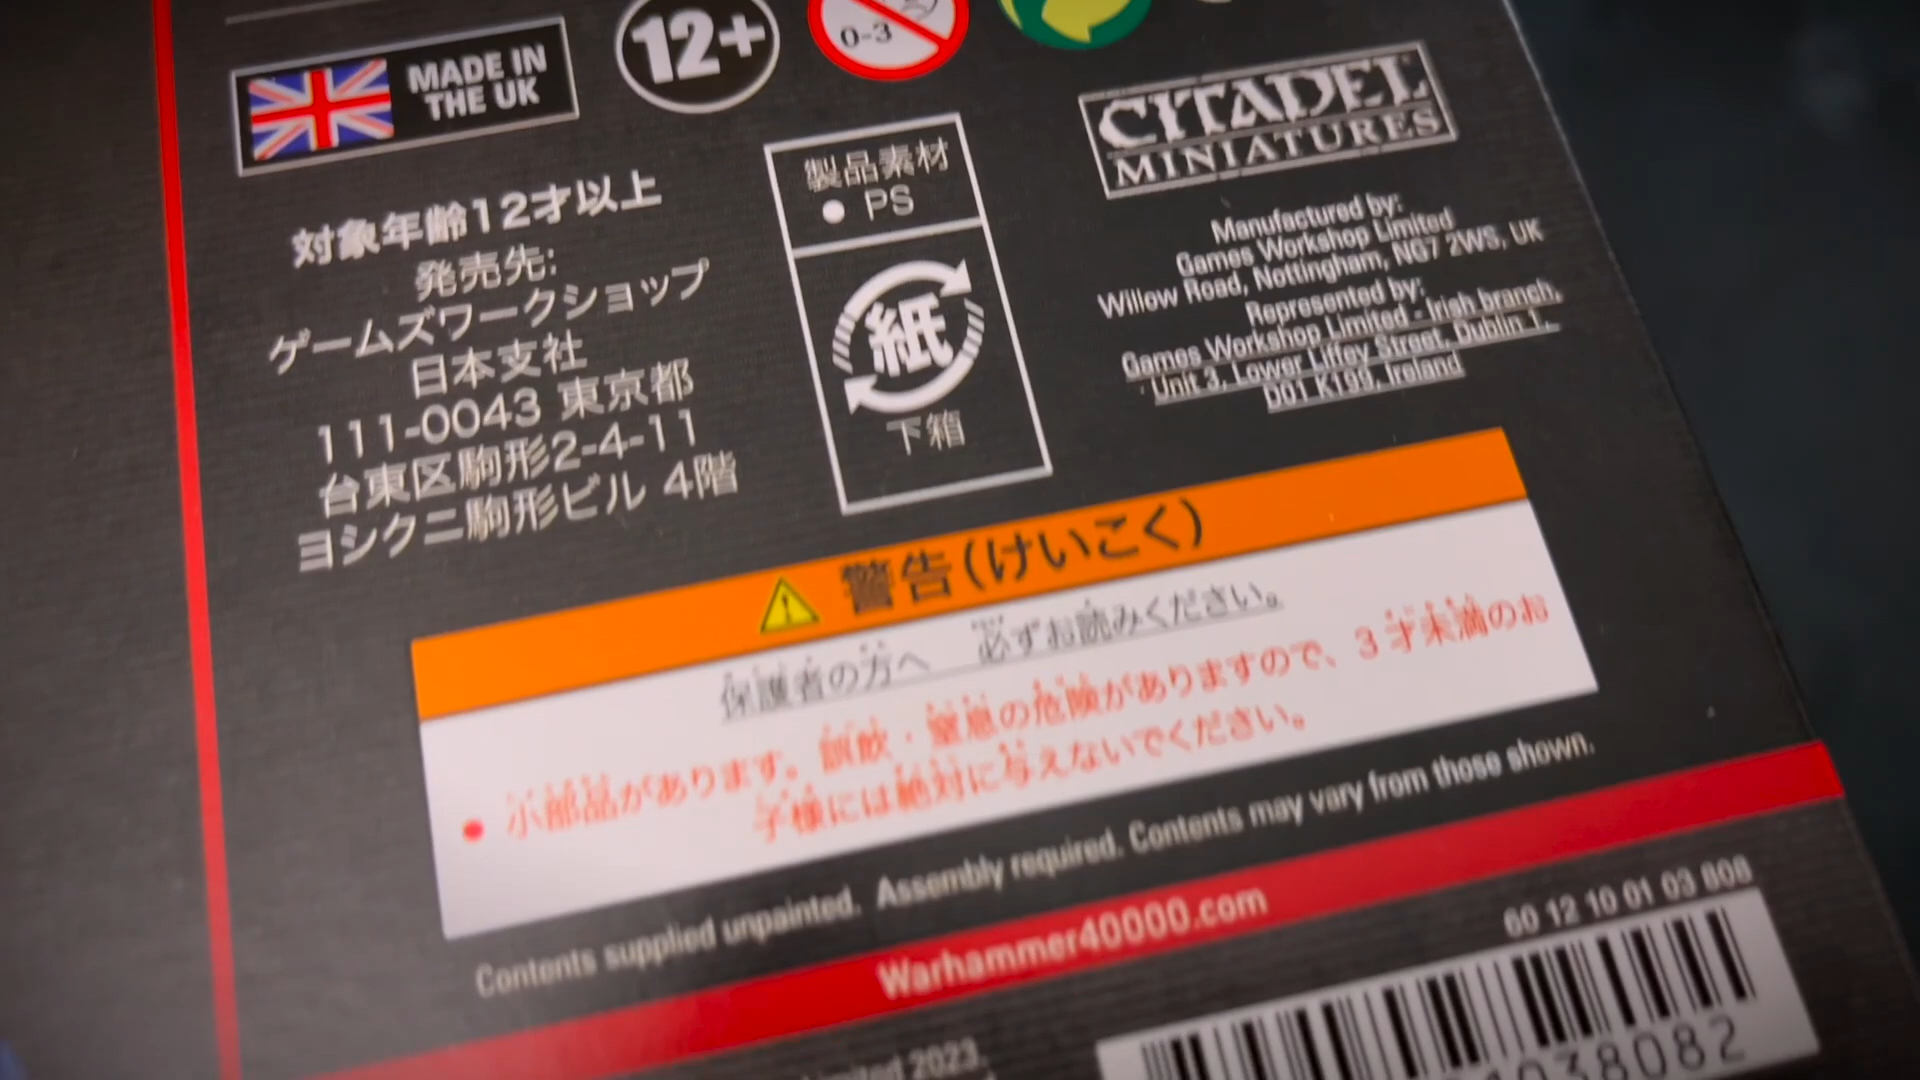 MADE IN
THE UK
12+
0-3
CITADEL
MINIATURES
対象年齢12才以上
発売先:
ゲームズワークショップ
日本支社
111-0043 東京都
台東区駒形2-4-11
ヨシクニ駒形ビル 4階
製品素材
● PS
紙
下箱
Manufactured by:
Games Workshop Limited
Willow Road, Nottingham, NG7 2WS, UK
Represented by:
Games Workshop Limited - Irish branch,
Unit 3, Lower Liffey Street, Dublin 1,
D01 K199, Ireland
警告(けいこく)
保護者の方へ 必ずお読みください。
● 小部品があります。誤飲・窒息の危険がありますので、3才未満のお
子様には絶対に与えないでください。
Contents supplied unpainted. Assembly required. Contents may vary from those shown.
Warhammer40000.com
60 12 10 01 03 808
038082
2023.